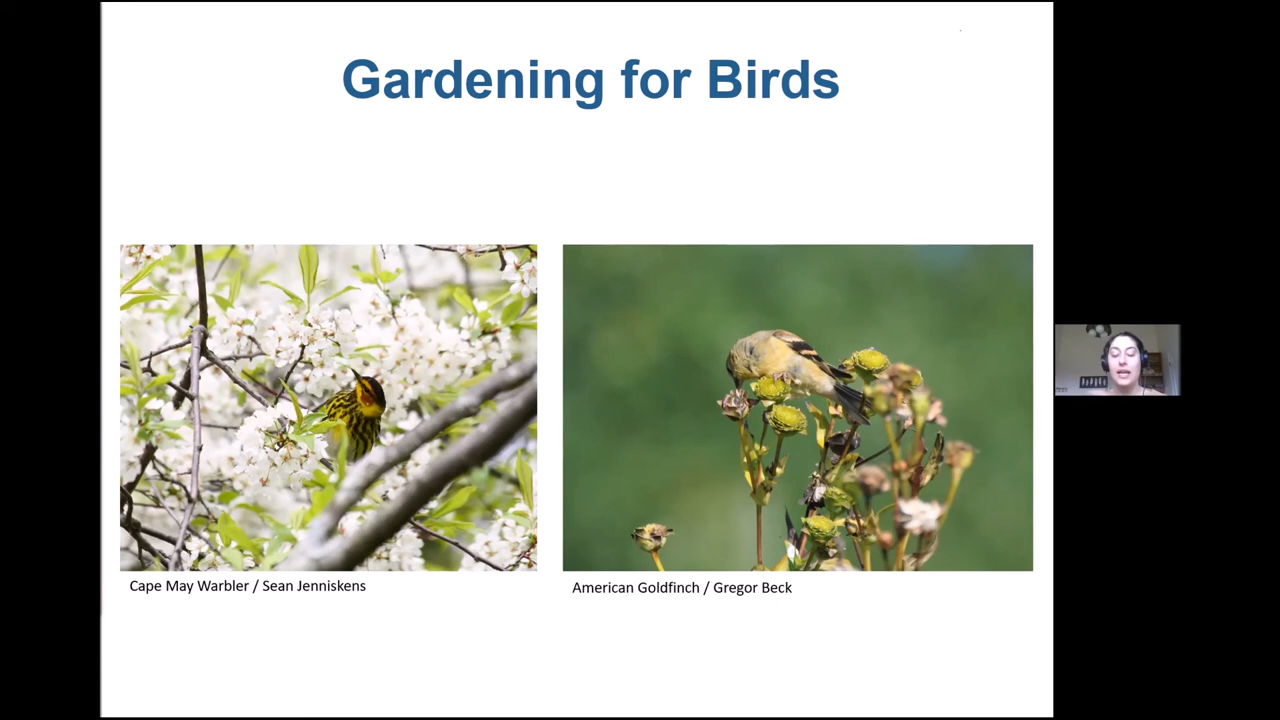 Gardening for Birds
Cape May Warbler / Sean Jenniskens
American Goldfinch / Gregor Beck